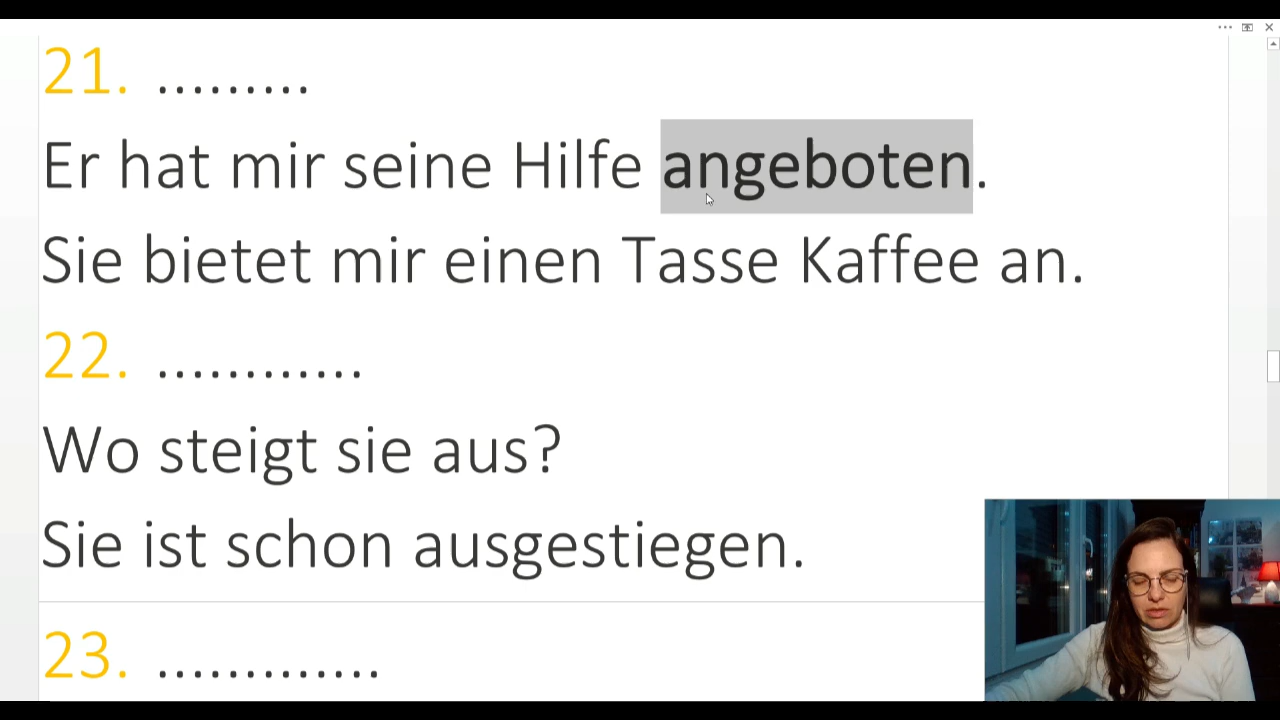 21. .........
Er hat mir seine Hilfe angeboten.
Sie bietet mir einen Tasse Kaffee an.
22. ............
Wo steigt sie aus?
Sie ist schon ausgestiegen.
23. .............